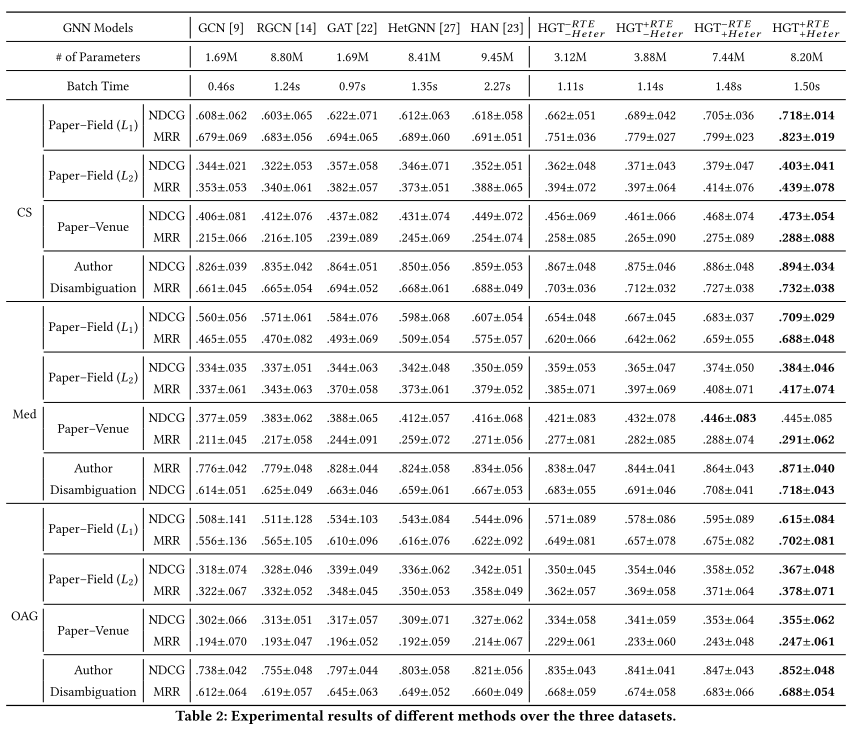 GNN Models GCN [9] RGCN [14] GAT [22] HetGNN [27] HAN [23] HGT−RTE−Heter HGT+RTE−Heter HGT−RTE+Heter HGT+RTE+Heter
# of Parameters 1.69M 8.80M 1.69M 8.41M 9.45M 3.12M 3.88M 7.44M 8.20M
Batch Time 0.46s 1.24s 0.97s 1.35s 2.27s 1.11s 1.14s 1.48s 1.50s
CS
Paper–Field (L1)
NDCG .608±.062 .603±.065 .622±.071 .612±.063 .618±.058 .662±.051 .689±.042 .705±.036 .718±.014
MRR .679±.069 .683±.056 .694±.065 .689±.060 .691±.051 .751±.036 .779±.027 .799±.023 .823±.019
Paper–Field (L2)
NDCG .344±.021 .322±.053 .357±.058 .346±.071 .352±.051 .362±.048 .371±.043 .379±.047 .403±.041
MRR .353±.053 .340±.061 .382±.057 .373±.051 .388±.065 .394±.072 .397±.064 .414±.076 .439±.078
Paper–Venue
NDCG .406±.081 .412±.076 .437±.082 .431±.074 .449±.072 .456±.069 .461±.066 .468±.074 .473±.054
MRR .215±.066 .216±.105 .239±.089 .245±.069 .254±.074 .258±.085 .265±.090 .275±.089 .288±.088
Author NDCG .826±.039 .835±.042 .864±.051 .850±.056 .859±.053 .867±.048 .875±.046 .886±.048 .894±.034
Disambiguation MRR .661±.045 .665±.054 .694±.052 .668±.061 .688±.049 .703±.036 .712±.032 .727±.038 .732±.038
Med
Paper–Field (L1)
NDCG .560±.056 .571±.061 .584±.076 .598±.068 .607±.054 .654±.048 .667±.045 .683±.037 .709±.029
MRR .465±.055 .470±.082 .493±.069 .509±.054 .575±.057 .620±.066 .642±.062 .659±.055 .688±.048
Paper–Field (L2)
NDCG .334±.035 .337±.051 .344±.063 .342±.048 .350±.059 .359±.053 .365±.047 .374±.050 .384±.046
MRR .337±.061 .343±.063 .370±.058 .373±.061 .379±.052 .385±.071 .397±.069 .408±.071 .417±.074
Paper–Venue
NDCG .377±.059 .383±.062 .388±.065 .412±.057 .416±.068 .421±.083 .432±.078 .446±.083 .445±.085
MRR .211±.045 .217±.058 .244±.091 .259±.072 .271±.056 .277±.081 .282±.085 .288±.074 .291±.062
Author MRR .776±.042 .779±.048 .828±.044 .824±.058 .834±.056 .838±.047 .844±.041 .864±.043 .871±.040
Disambiguation NDCG .614±.051 .625±.049 .663±.046 .659±.061 .667±.053 .683±.055 .691±.046 .708±.041 .718±.043
OAG
Paper–Field (L1)
NDCG .508±.141 .511±.128 .534±.103 .543±.084 .544±.096 .571±.089 .578±.086 .595±.089 .615±.084
MRR .556±.136 .565±.105 .610±.096 .616±.076 .622±.092 .649±.081 .657±.078 .675±.082 .702±.081
Paper–Field (L2)
NDCG .318±.074 .328±.046 .339±.049 .336±.062 .342±.051 .350±.045 .354±.046 .358±.052 .367±.048
MRR .322±.067 .332±.052 .348±.045 .350±.053 .358±.049 .362±.057 .369±.058 .371±.064 .378±.071
Paper–Venue
NDCG .302±.066 .313±.051 .317±.057 .309±.071 .327±.062 .334±.058 .341±.059 .353±.064 .355±.062
MRR .194±.070 .193±.047 .196±.052 .192±.059 .214±.067 .229±.061 .233±.060 .243±.048 .247±.061
Author NDCG .738±.042 .755±.048 .797±.044 .803±.058 .821±.056 .835±.043 .841±.041 .847±.043 .852±.048
Disambiguation MRR .612±.064 .619±.057 .645±.063 .649±.052 .660±.049 .668±.059 .674±.058 .683±.066 .688±.054
Table 2: Experimental results of different methods over the three datasets.